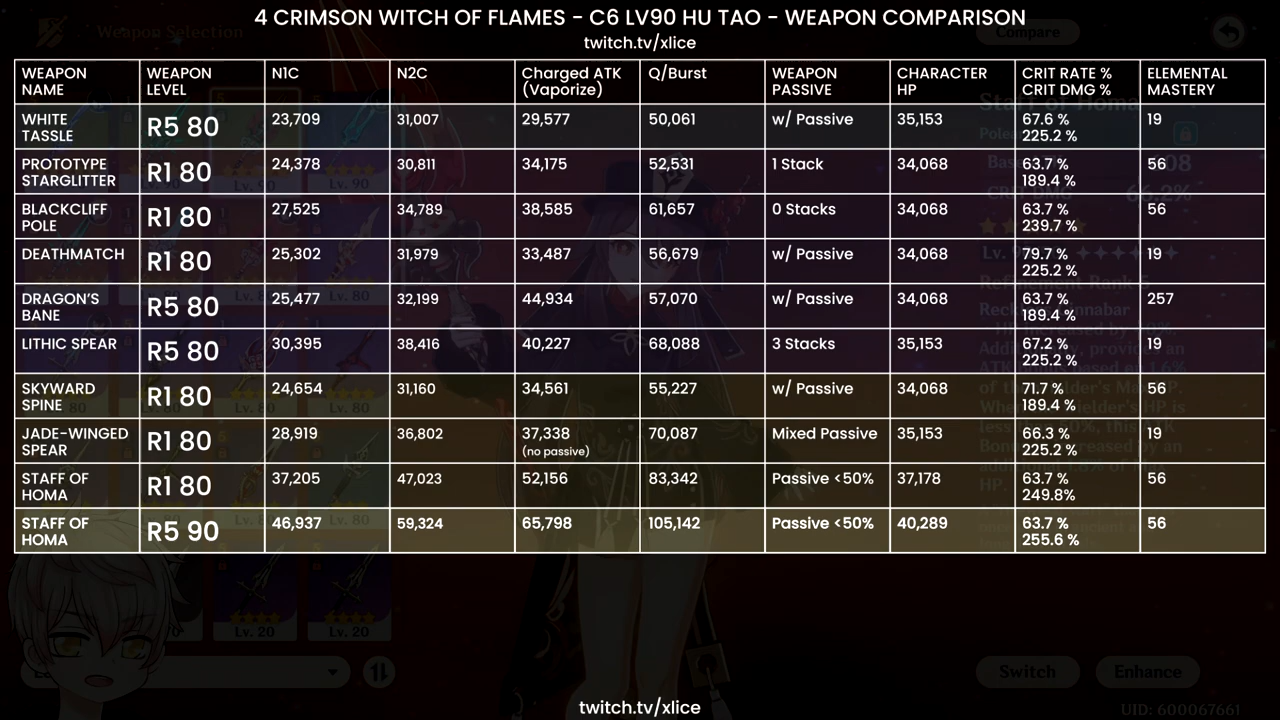 4 CRIMSON WITCH OF FLAMES - C6 LV90 HU TAO - WEAPON COMPARISON
Weapon Selection
Compare
twitch.tv/xlice
WEAPON NAME WEAPON LEVEL N1C N2C Charged ATK (Vaporize) Q/Burst WEAPON PASSIVE CHARACTER HP CRIT RATE % CRIT DMG % ELEMENTAL MASTERY
WHITE TASSLE R5 80 23,709 31,007 29,577 50,061 w/ Passive 35,153 67.6 % 225.2 % 19
PROTOTYPE STARGLITTER R1 80 24,378 30,811 34,175 52,531 1 Stack 34,068 63.7 % 189.4 % 56
BLACKCLIFF POLE R1 80 27,525 34,789 38,585 61,657 0 Stacks 34,068 63.7 % 239.7 % 56
DEATHMATCH R1 80 25,302 31,979 33,487 56,679 w/ Passive 34,068 79.7 % 225.2 % 19
DRAGON'S BANE R5 80 25,477 32,199 44,934 57,070 w/ Passive 34,068 63.7 % 189.4 % 257
LITHIC SPEAR R5 80 30,395 38,416 40,227 68,088 3 Stacks 35,153 67.2 % 225.2 % 19
SKYWARD SPINE R1 80 24,654 31,160 34,561 55,227 w/ Passive 34,068 71.7 % 189.4 % 56
JADE-WINGED SPEAR R1 80 28,919 36,802 37,338 (no passive) 70,087 Mixed Passive 35,153 66.3 % 225.2 % 19
STAFF OF HOMA R1 80 37,205 47,023 52,156 83,342 Passive <50% 37,178 63.7 % 249.8% 56
STAFF OF HOMA R5 90 46,937 59,324 65,798 105,142 Passive <50% 40,289 63.7 % 255.6 % 56
Lv. 20 Lv. 20
Switch
Enhance
twitch.tv/xlice
UID: 600067661